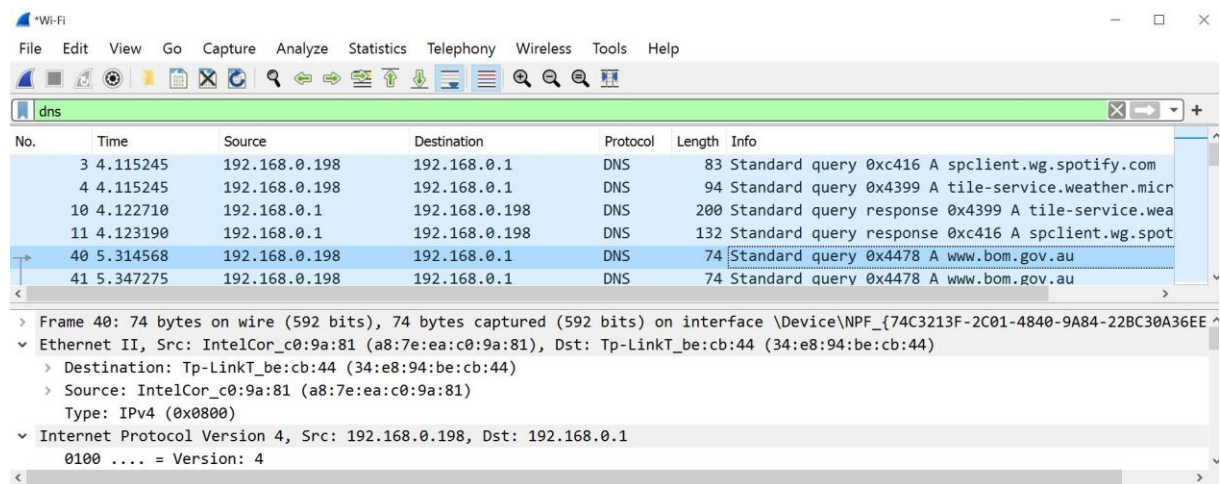 *Wi-Fi
File Edit View Go Capture Analyze Statistics Telephony Wireless Tools Help
dns
No. Time Source Destination Protocol Length Info
3 4.115245 192.168.0.198 192.168.0.1 DNS 83 Standard query 0xc416 A spclient.wg.spotify.com
4 4.115245 192.168.0.198 192.168.0.1 DNS 94 Standard query 0x4399 A tile-service.weather.micr
10 4.122710 192.168.0.1 192.168.0.198 DNS 200 Standard query response 0x4399 A tile-service.wea
11 4.123190 192.168.0.1 192.168.0.198 DNS 132 Standard query response 0xc416 A spclient.wg.spot
40 5.314568 192.168.0.198 192.168.0.1 DNS 74 Standard query 0x4478 A www.bom.gov.au
41 5.347275 192.168.0.198 192.168.0.1 DNS 74 Standard query 0x4478 A www.bom.gov.au
Frame 40: 74 bytes on wire (592 bits), 74 bytes captured (592 bits) on interface \Device\NPF_{74C3213F-2C01-4840-9A84-22BC30A36EE
Ethernet II, Src: IntelCor_c0:9a:81 (a8:7e:ea:c0:9a:81), Dst: Tp-LinkT_be:cb:44 (34:e8:94:be:cb:44)
Destination: Tp-LinkT_be:cb:44 (34:e8:94:be:cb:44)
Source: IntelCor_c0:9a:81 (a8:7e:ea:c0:9a:81)
Type: IPv4 (0x0800)
Internet Protocol Version 4, Src: 192.168.0.198, Dst: 192.168.0.1
0100 .... = Version: 4